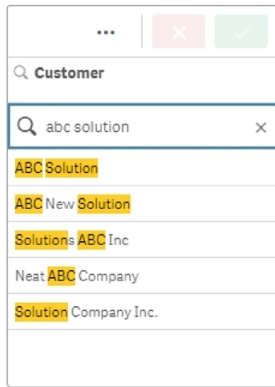 Customer
abc solution
ABC Solution
ABC New Solution
Solutions ABC Inc
Neat ABC Company
Solution Company Inc.